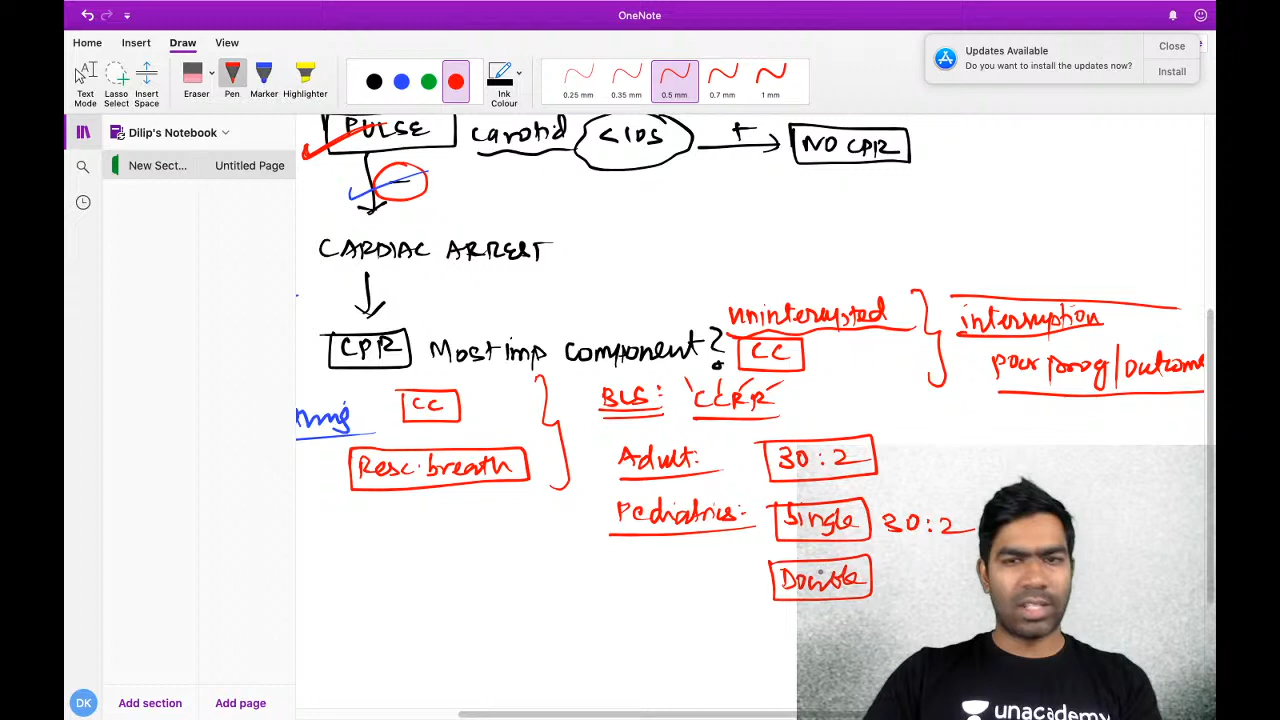 OneNote
Home Insert Draw View
Updates Available
Do you want to install the updates now?
Close
Install
Text Mode
Lasso Select
Insert Space
Eraser
Pen
Marker
Highlighter
Ink Colour
0.25 mm 0.35 mm 0.5 mm 0.7 mm 1 mm
Dilip's Notebook
New Sect...
Untitled Page
PULSE carotid <10s + NO CPR
-
CARDIAC ARREST
CPR Most imp component?
uninterrupted
CC
interruption
poor prog/outcome
CC
Resc. breath
BLS: CCRR
Adult: 30:2
Pediatrics: Single 30:2
Double
DK
Add section Add page
unacademy